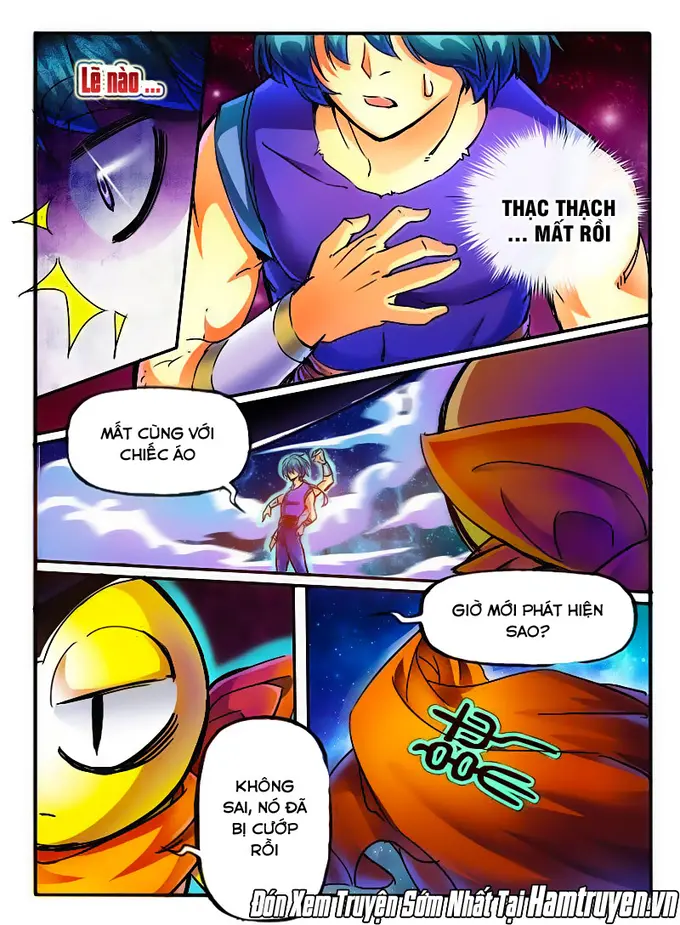 Lẽ nào ...
THẠC THẠCH
... MẤT RỒI
MẤT CÙNG VỚI
CHIẾC ÁO
GIỜ MỚI PHÁT HIỆN
SAO?
KHÔNG
SAI, NÓ ĐÃ
BỊ CƯỚP
RỒI
Đón Xem Truyện Sớm Nhất Tại Hamtruyen.vn